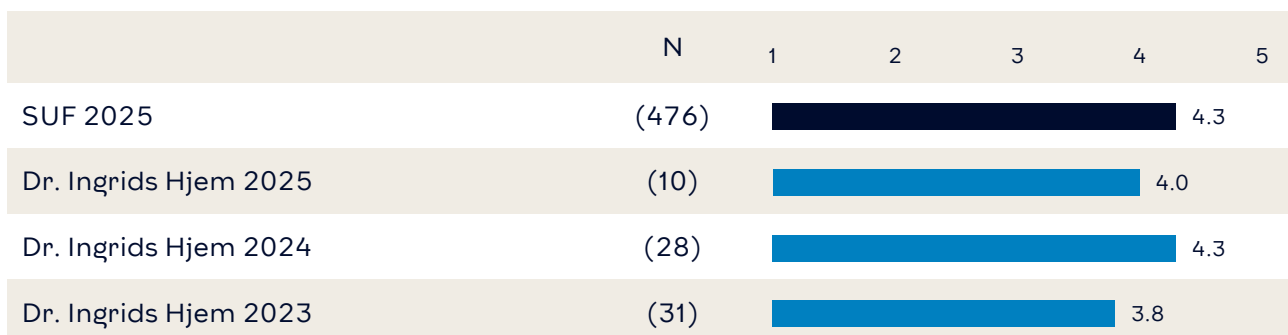 N 1 2 3 4 5
SUF 2025 (476) 4.3
Dr. Ingrids Hjem 2025 (10) 4.0
Dr. Ingrids Hjem 2024 (28) 4.3
Dr. Ingrids Hjem 2023 (31) 3.8